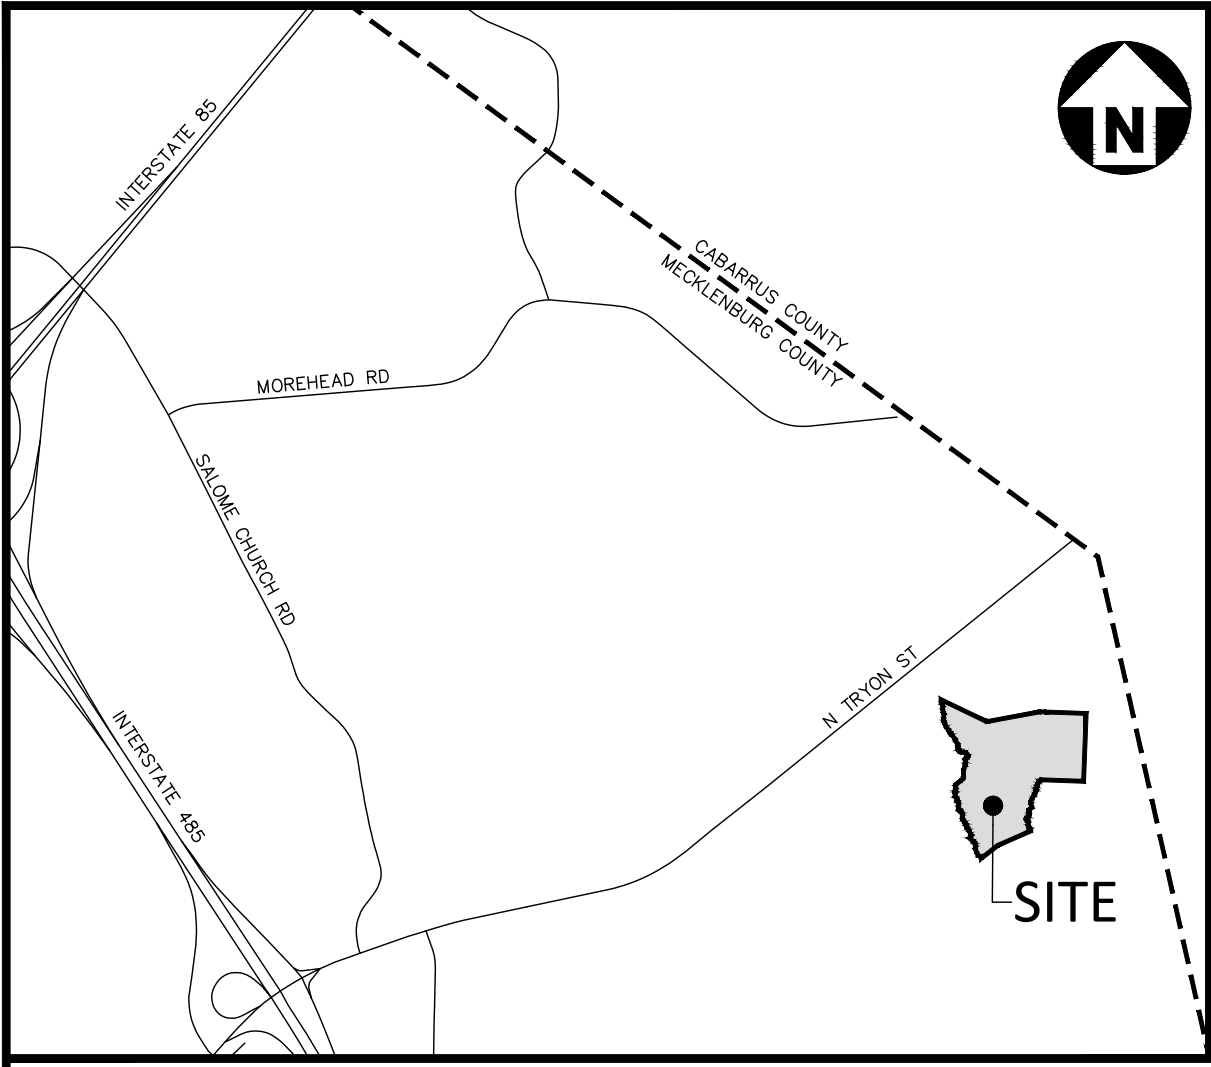 N
INTERSTATE 85
CABARRUS COUNTY
MECKLENBURG COUNTY
MOREHEAD RD
SALOME CHURCH RD
N TRYON ST
INTERSTATE 485
SITE